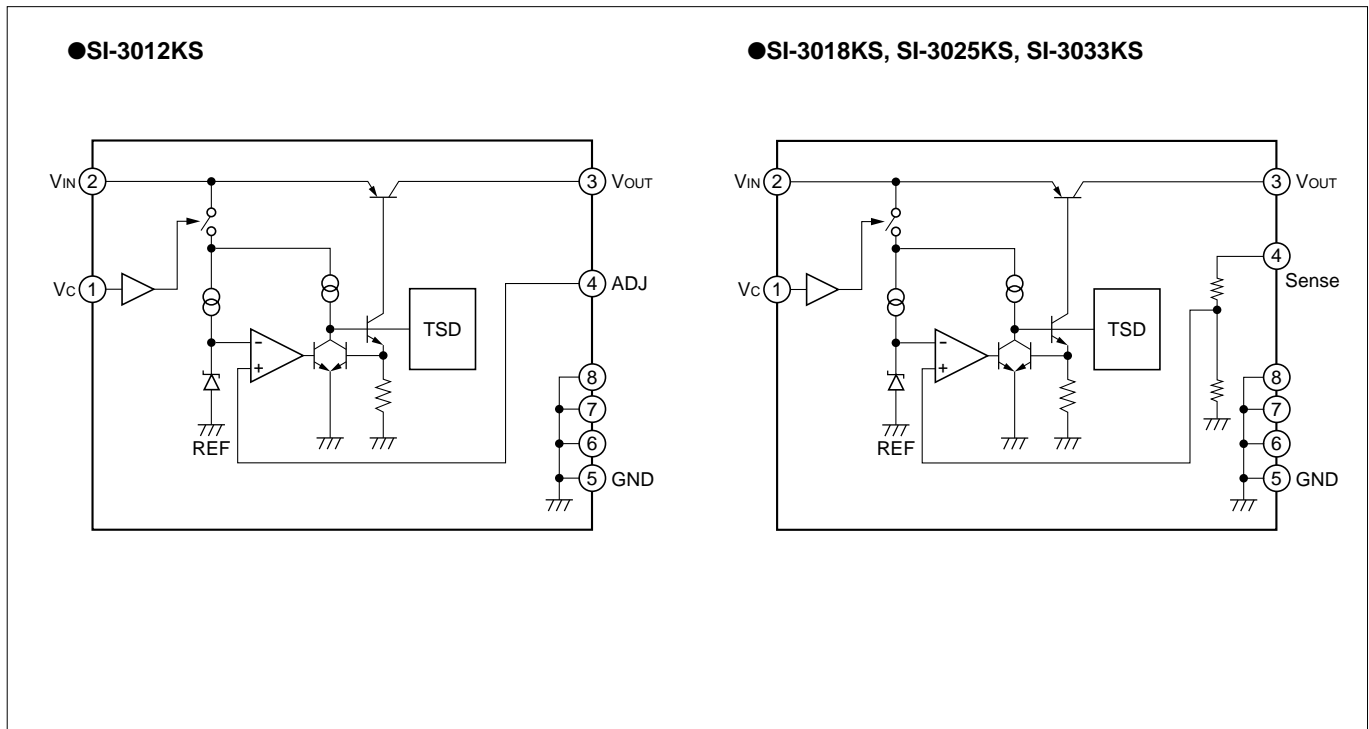 ●SI-3012KS
VIN 2
3 VOUT
VC 1
4 ADJ
TSD
-
+
REF
8
7
6
5 GND
●SI-3018KS, SI-3025KS, SI-3033KS
VIN 2
3 VOUT
4
Sense
VC 1
TSD
-
+
REF
8
7
6
5 GND